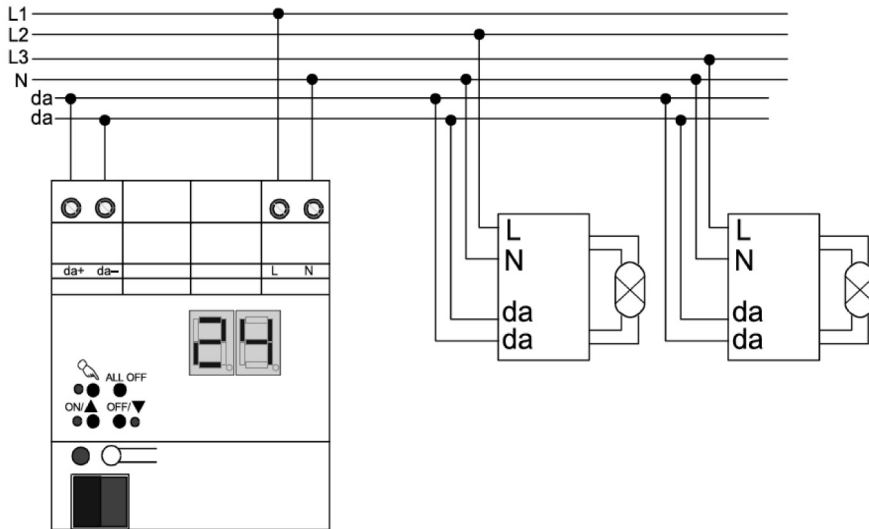 L1
L2
L3
N
da
da
da+ da– L N
24
ALL OFF
ON/▲ OFF/▼
L
N
da
da
L
N
da
da